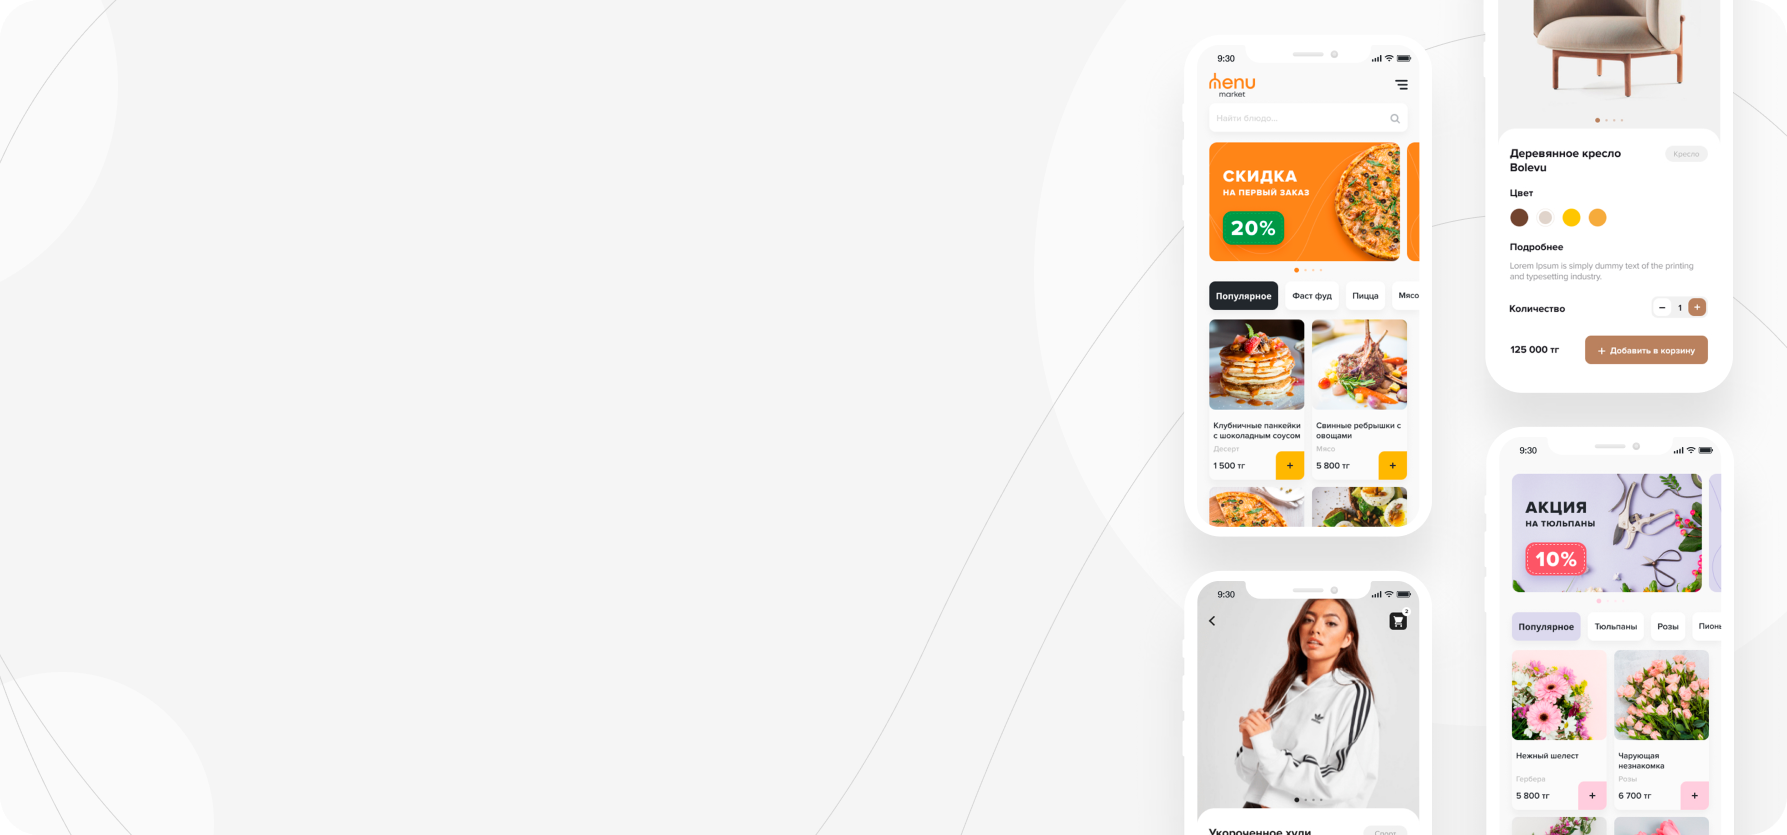 9:30
menu
market
Найти блюдо...
СКИДКА
НА ПЕРВЫЙ ЗАКАЗ
20%
Популярное
Фаст фуд
Пицца
Мясо
Клубничные панкейки
с шоколадным соусом
Десерт
1 500 тг
+
Свинные ребрышки с
овощами
Мясо
5 800 тг
+
Деревянное кресло
Bolevu
Кресло
Цвет
Подробнее
Lorem Ipsum is simply dummy text of the printing
and typesetting industry.
Количество
− 1 +
125 000 тг
+ Добавить в корзину
9:30
2
Укороченное худи
Спорт
9:30
АКЦИЯ
НА ТЮЛЬПАНЫ
10%
Популярное
Тюльпаны
Розы
Пионы
Нежный шелест
Гербера
5 800 тг
+
Чарующая
незнакомка
Розы
6 700 тг
+